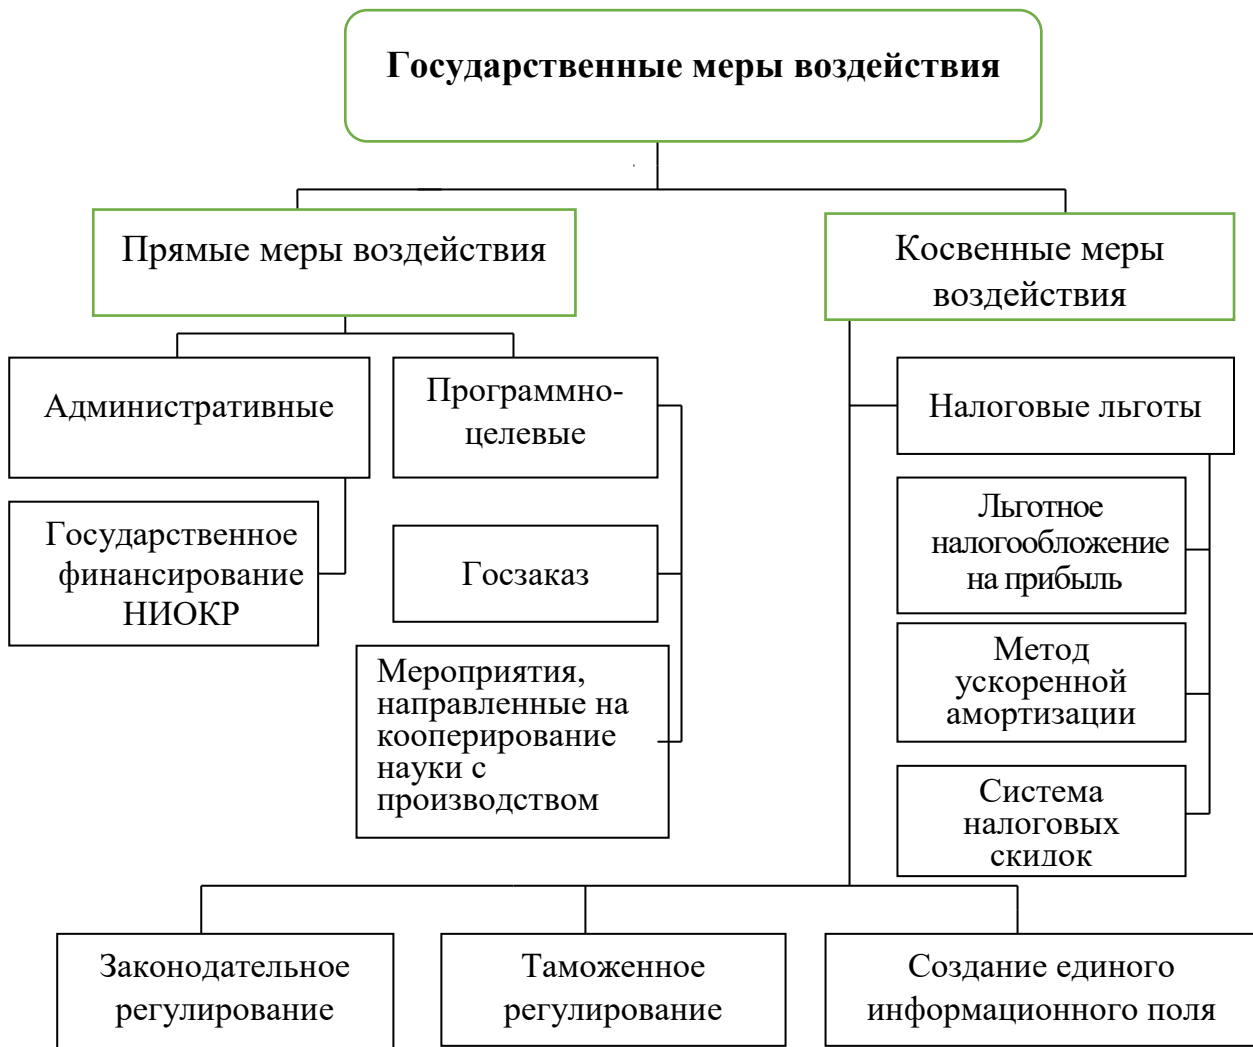 Государственные меры воздействия
Прямые меры воздействия
Косвенные меры
воздействия
Административные
Программно-
целевые
Налоговые льготы
Государственное
финансирование
НИОКР
Госзаказ
Мероприятия,
направленные на
кооперирование
науки с
производством
Льготное
налогообложение
на прибыль
Метод
ускоренной
амортизации
Система
налоговых
скидок
Законодательное
регулирование
Таможенное
регулирование
Создание единого
информационного поля